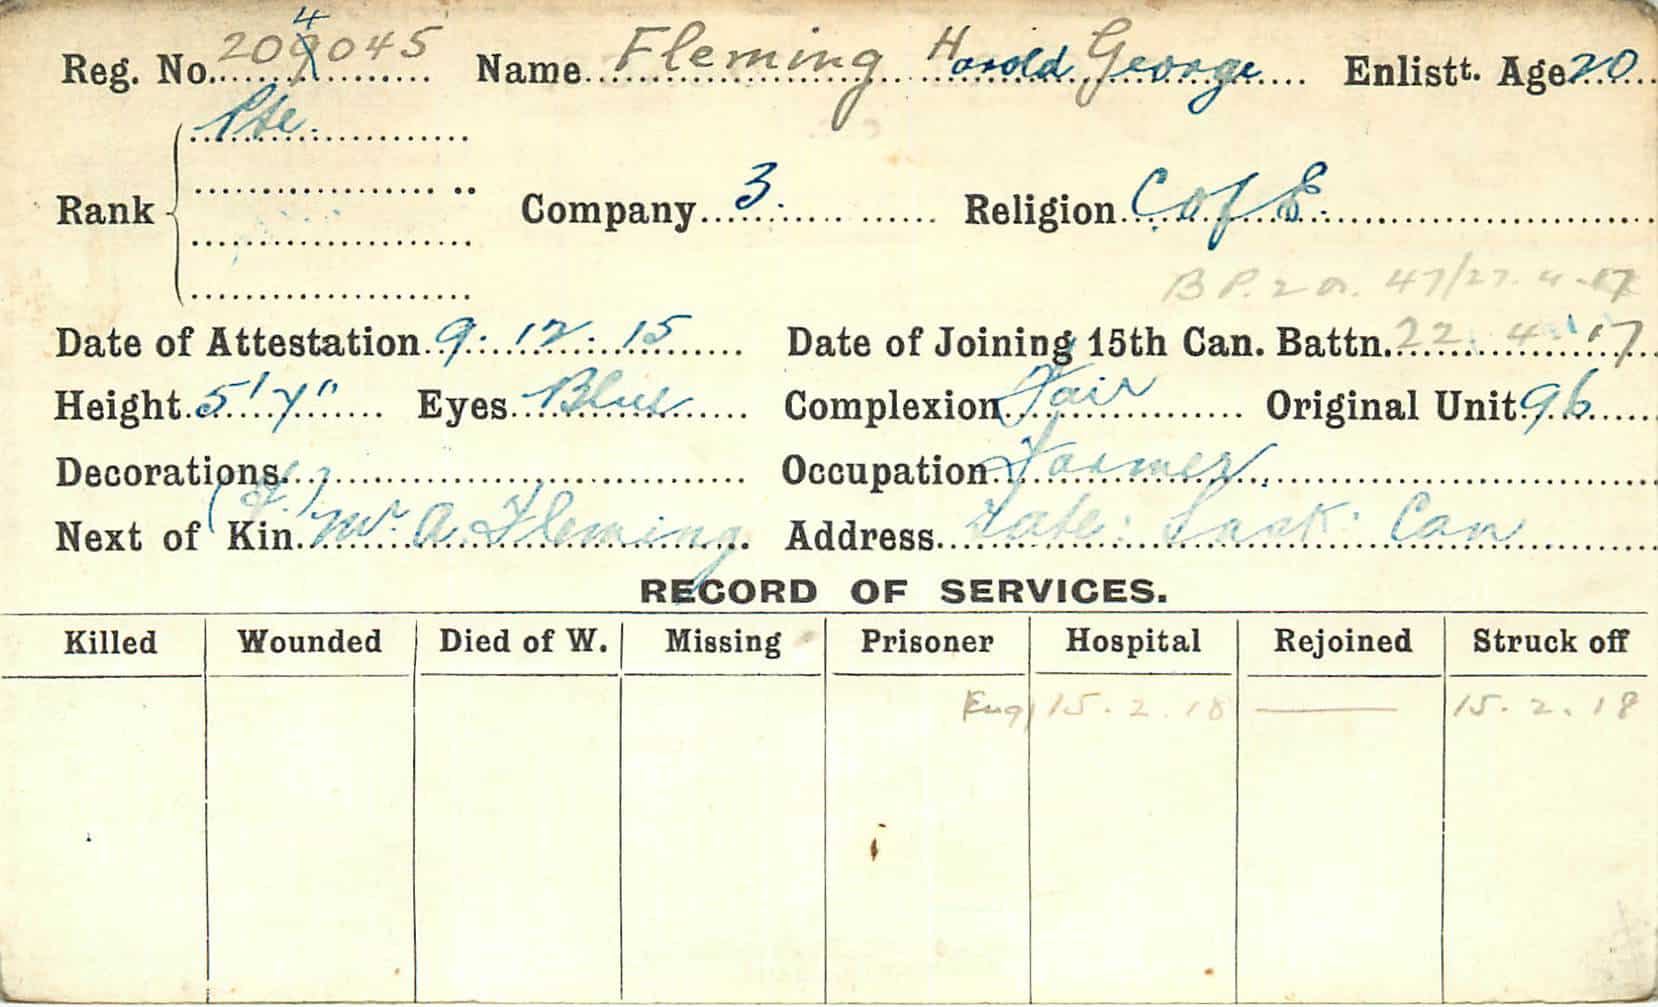 4
Reg. No. 209045 Name Fleming Harold George Enlistt. Age 20
Pte.
Rank Company 3 Religion C of E.
B P. 2 Or. 47/27.4.17
Date of Attestation 9.12.15 Date of Joining 15th Can. Battn. 22.4.17
Height 5'7" Eyes Blue Complexion Fair Original Unit 96
Decorations Occupation Farmer.
Next of Kin (F.) Mr. A. Fleming Address Tate: Sask: Can
RECORD OF SERVICES.
Killed Wounded Died of W. Missing Prisoner Hospital Rejoined Struck off
Eng 15.2.18 15.2.18